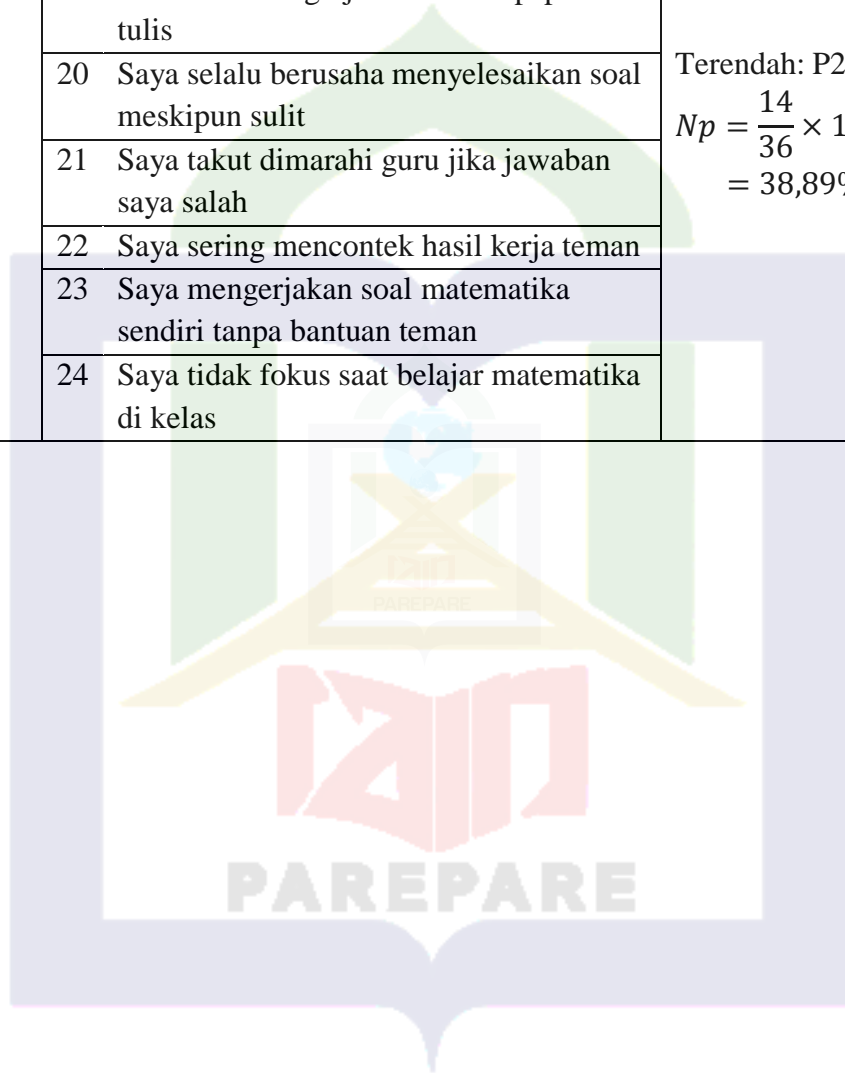 tulis
20 Saya selalu berusaha menyelesaikan soal
meskipun sulit
21 Saya takut dimarahi guru jika jawaban
saya salah
22 Saya sering mencontek hasil kerja teman
23 Saya mengerjakan soal matematika
sendiri tanpa bantuan teman
24 Saya tidak fokus saat belajar matematika
di kelas
Terendah: P2
Np = 14/36 × 1
= 38,89%
iain
PAREPARE
iain
PAREPARE